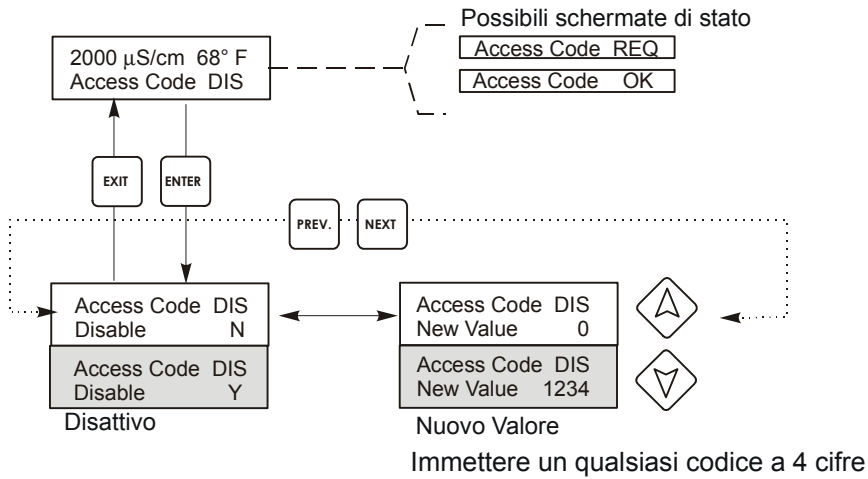 Possibili schermate di stato
2000 μS/cm 68° F
Access Code DIS
Access Code REQ
Access Code OK
EXIT
ENTER
PREV.
NEXT
Access Code DIS
Disable N
Access Code DIS
Disable Y
Disattivo
Access Code DIS
New Value 0
Access Code DIS
New Value 1234
Nuovo Valore
Immettere un qualsiasi codice a 4 cifre